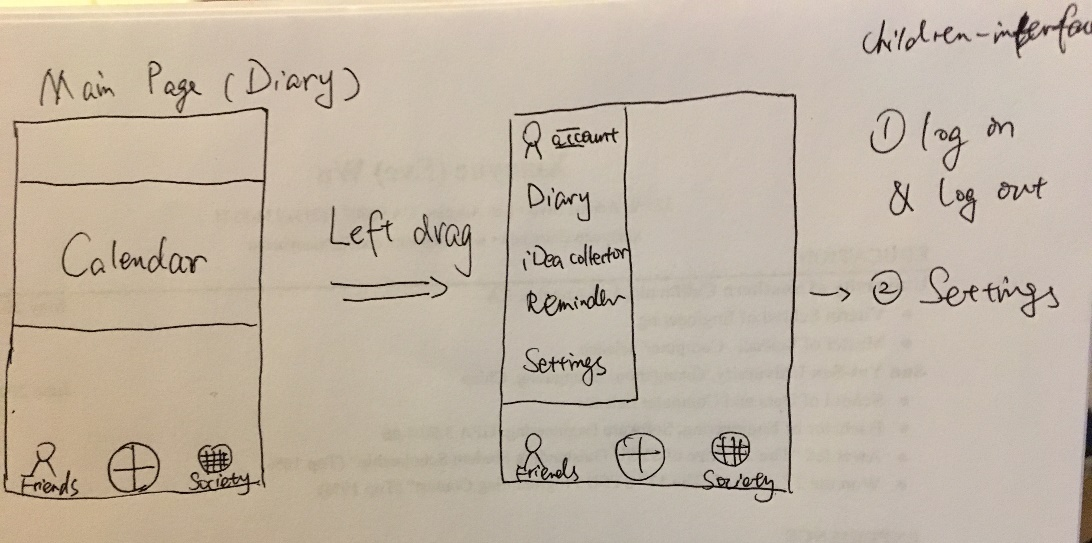 children-interfac
Main Page (Diary)
Calendar
Friends
Society
Left drag
account
Diary
iDea collector
Reminder
Settings
Friends
Society
① log in
& log out
→ ② Settings